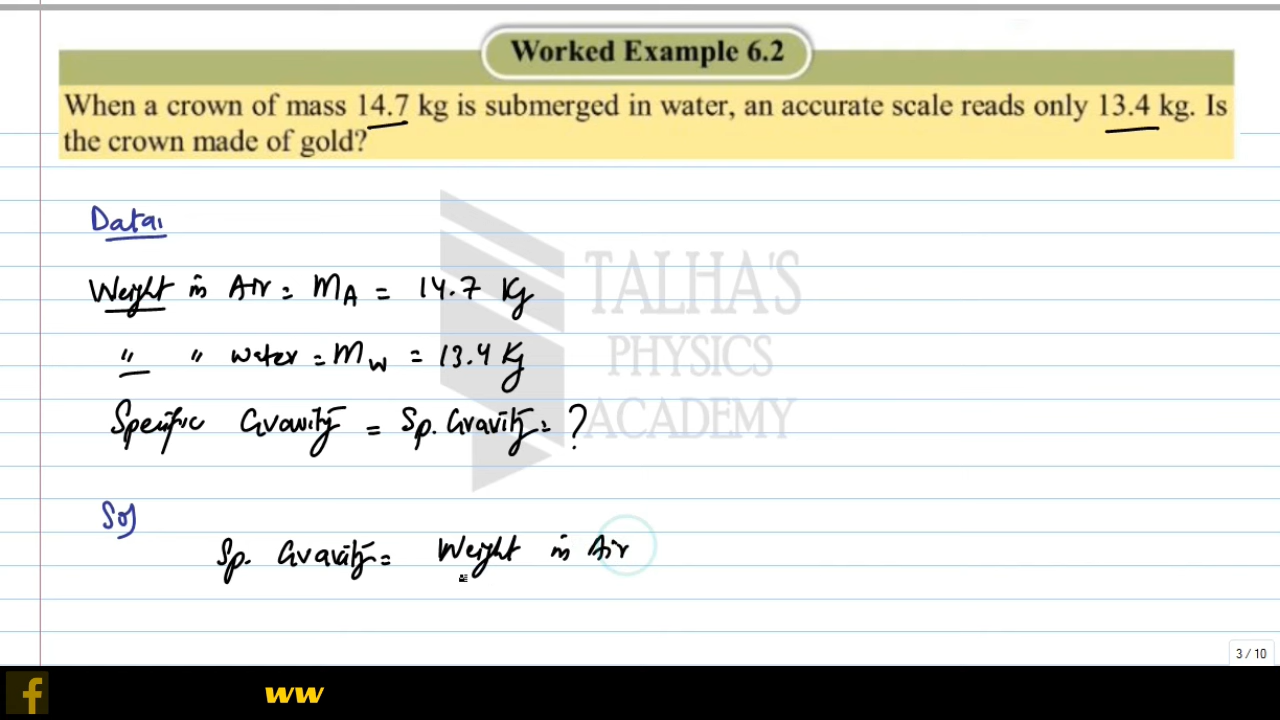 Worked Example 6.2
When a crown of mass 14.7 kg is submerged in water, an accurate scale reads only 13.4 kg. Is
the crown made of gold?
Data:
Weight in Air = MA = 14.7 Kg
" " water = Mw = 13.4 Kg
Specific Gravity = Sp. Gravity = ?
Sol
Sp. Gravity = Weight in Air
TALHA'S
PHYSICS
ACADEMY
3 / 10
f
ww